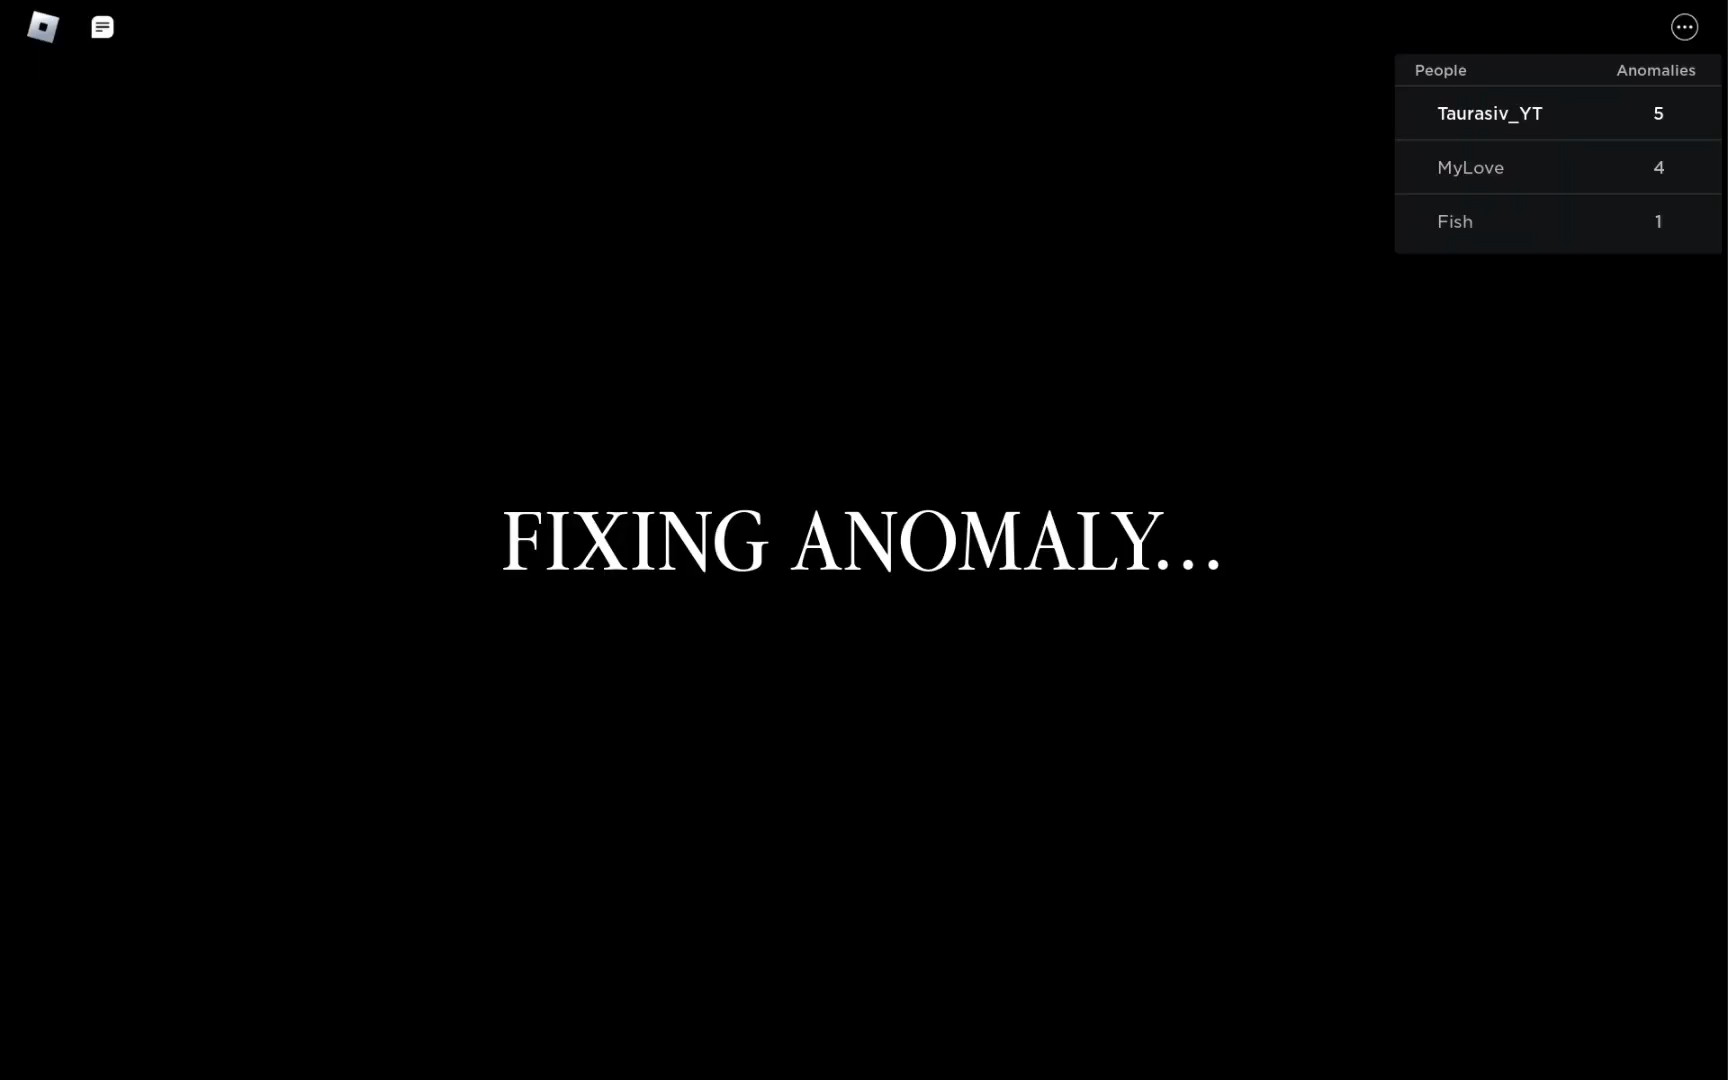 People Anomalies
Taurasiv_YT 5
MyLove 4
Fish 1
FIXING ANOMALY...